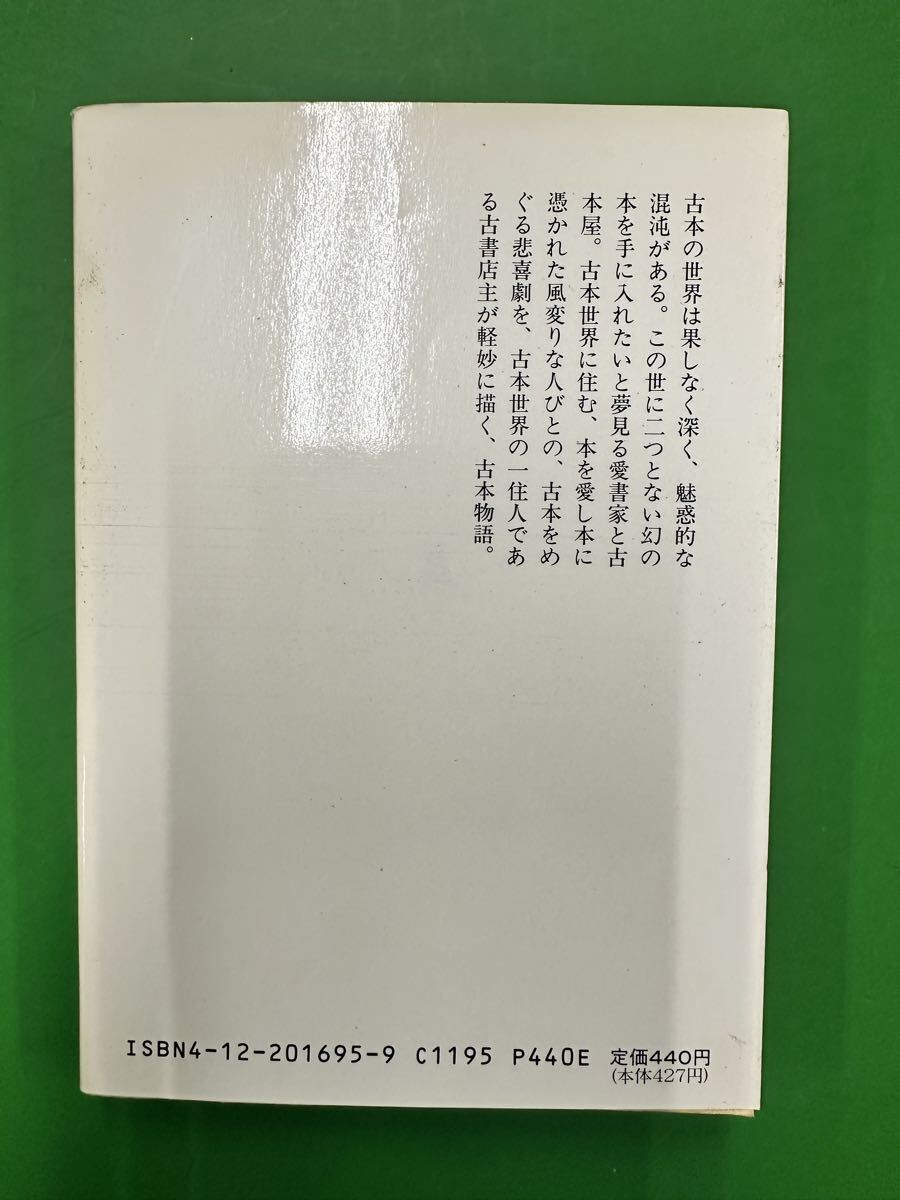 古本の世界は果しなく深く、魅惑的な
混沌がある。この世に二つとない幻の
本を手に入れたいと夢見る愛書家と古
本屋。古本世界に住む、本を愛し本に
憑かれた風変りな人びとの、古本をめ
ぐる悲喜劇を、古本世界の一住人であ
る古書店主が軽妙に描く、古本物語。
ISBN4-12-201695-9 C1195 P440E 定価440円
(本体427円)